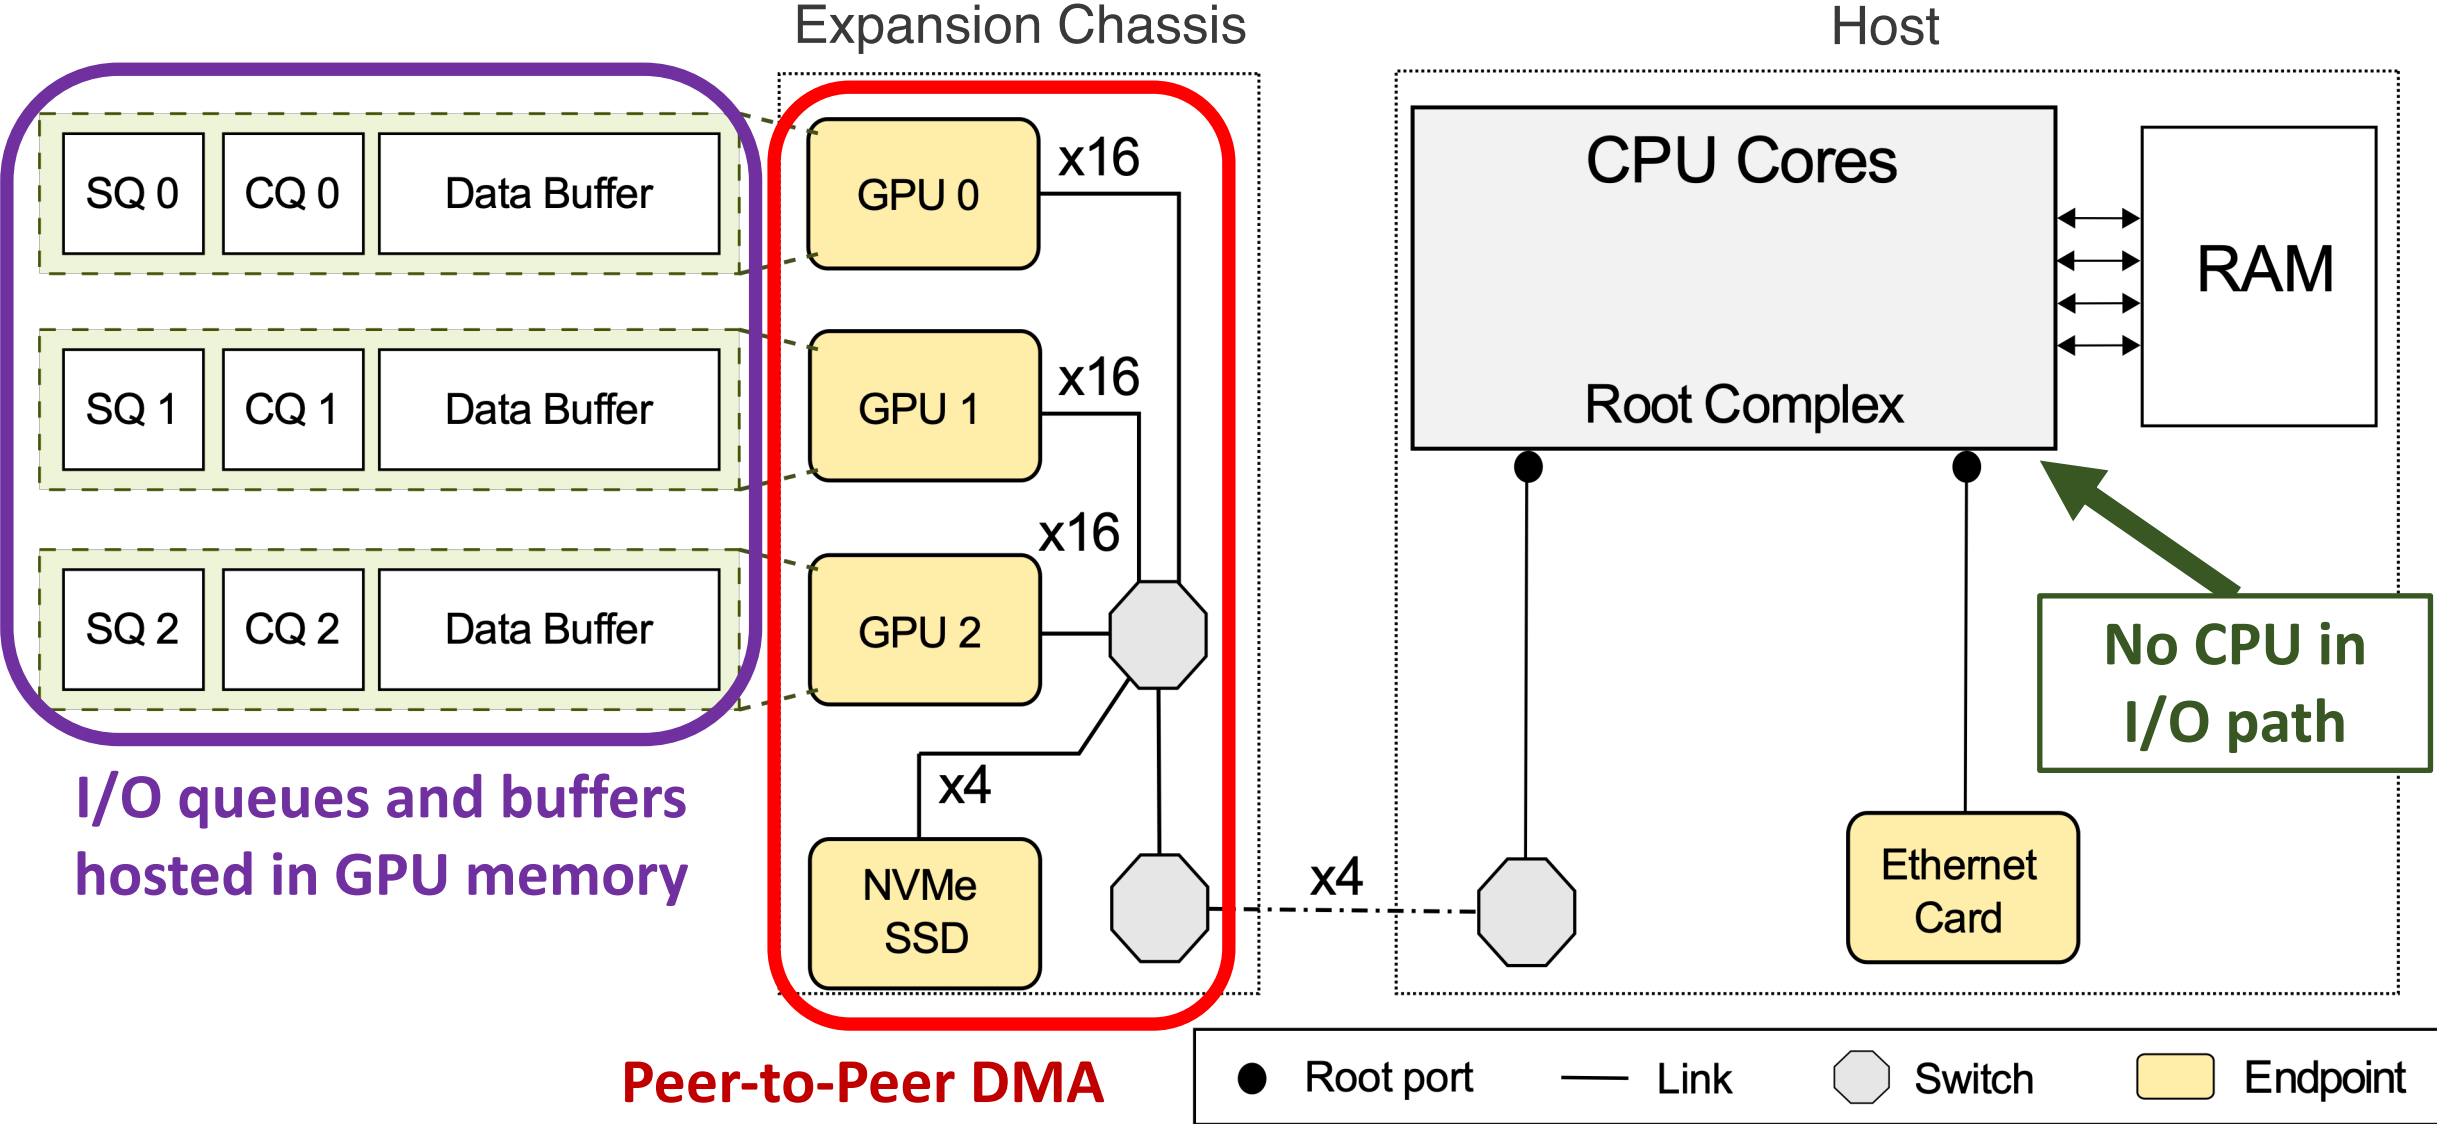 Expansion Chassis
Host
SQ 0
CQ 0
Data Buffer
GPU 0
x16
CPU Cores
RAM
SQ 1
CQ 1
Data Buffer
GPU 1
x16
Root Complex
SQ 2
CQ 2
Data Buffer
GPU 2
x16
No CPU in
I/O path
I/O queues and buffers
hosted in GPU memory
x4
NVMe
SSD
x4
Ethernet
Card
Peer-to-Peer DMA
Root port
Link
Switch
Endpoint